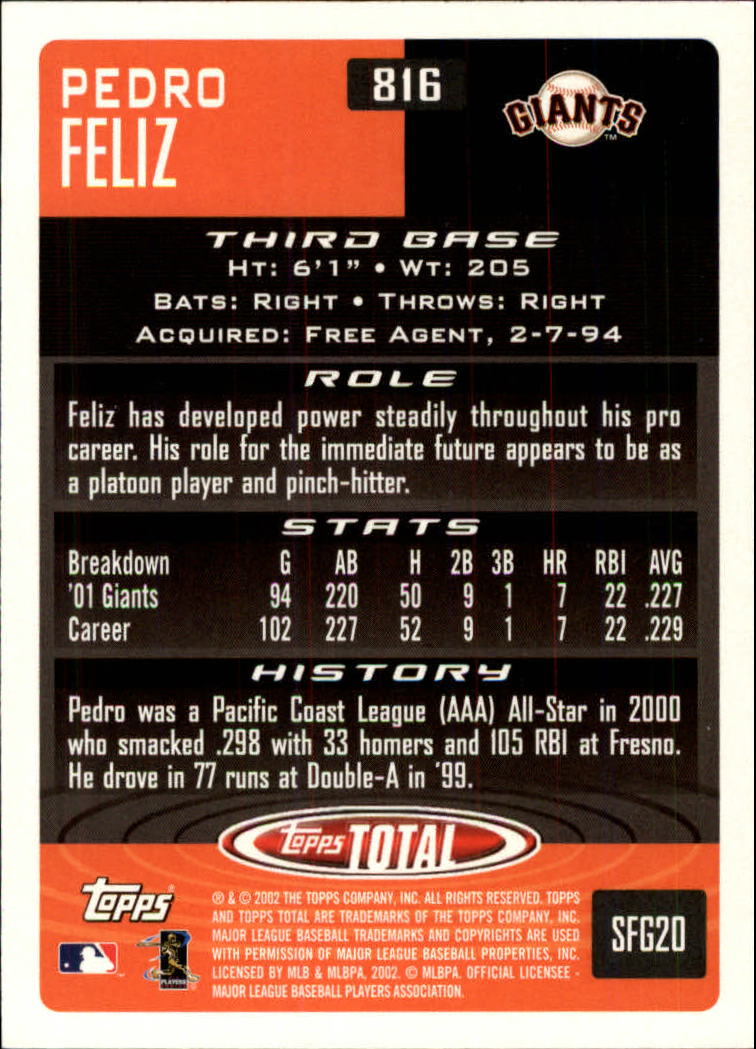 PEDRO
FELIZ
816
GIANTS
TM
THIRD BASE
HT: 6'1" • WT: 205
BATS: RIGHT • THROWS: RIGHT
ACQUIRED: FREE AGENT, 2-7-94
ROLE
Feliz has developed power steadily throughout his pro
career. His role for the immediate future appears to be as
a platoon player and pinch-hitter.
STATS
Breakdown G AB H 2B 3B HR RBI AVG
'01 Giants 94 220 50 9 1 7 22 .227
Career 102 227 52 9 1 7 22 .229
HISTORY
Pedro was a Pacific Coast League (AAA) All-Star in 2000
who smacked .298 with 33 homers and 105 RBI at Fresno.
He drove in 77 runs at Double-A in '99.
Topps TOTAL
Topps®
® & © 2002 THE TOPPS COMPANY, INC. ALL RIGHTS RESERVED. TOPPS
AND TOPPS TOTAL ARE TRADEMARKS OF THE TOPPS COMPANY, INC.
MAJOR LEAGUE BASEBALL TRADEMARKS AND COPYRIGHTS ARE USED
WITH PERMISSION OF MAJOR LEAGUE BASEBALL PROPERTIES, INC.
LICENSED BY MLB & MLBPA, 2002. © MLBPA. OFFICIAL LICENSEE -
MAJOR LEAGUE BASEBALL PLAYERS ASSOCIATION.
PLAYERS
SFG20